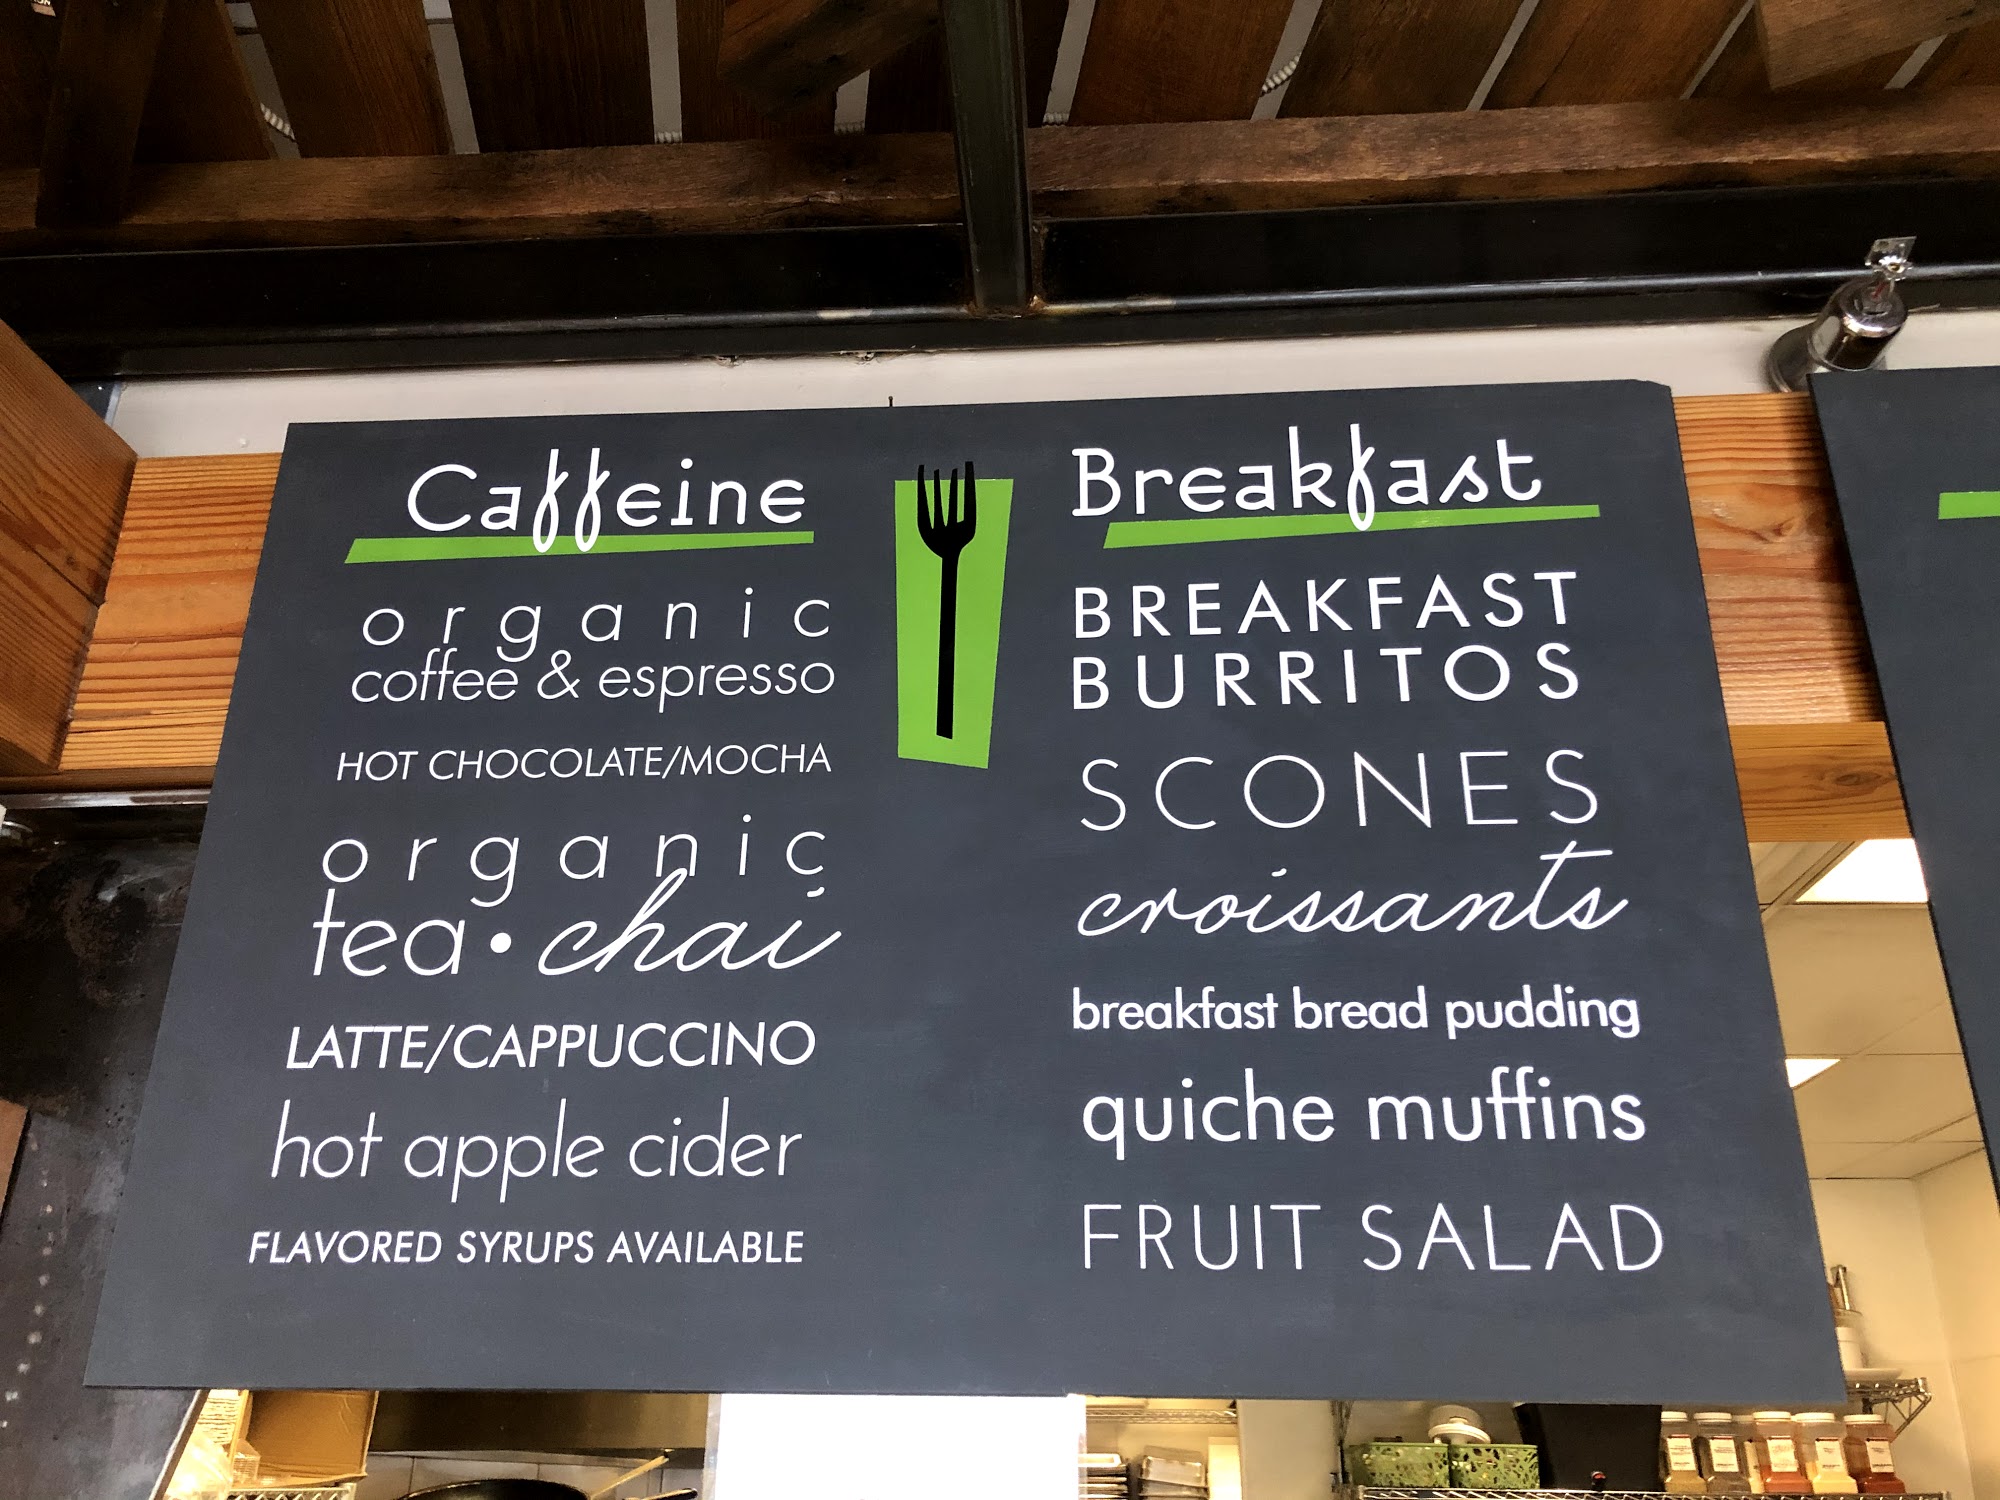 Caffeine
organic
coffee & espresso
HOT CHOCOLATE/MOCHA
organic
tea • chai
LATTE/CAPPUCCINO
hot apple cider
FLAVORED SYRUPS AVAILABLE
Breakfast
BREAKFAST
BURRITOS
SCONES
croissants
breakfast bread pudding
quiche muffins
FRUIT SALAD